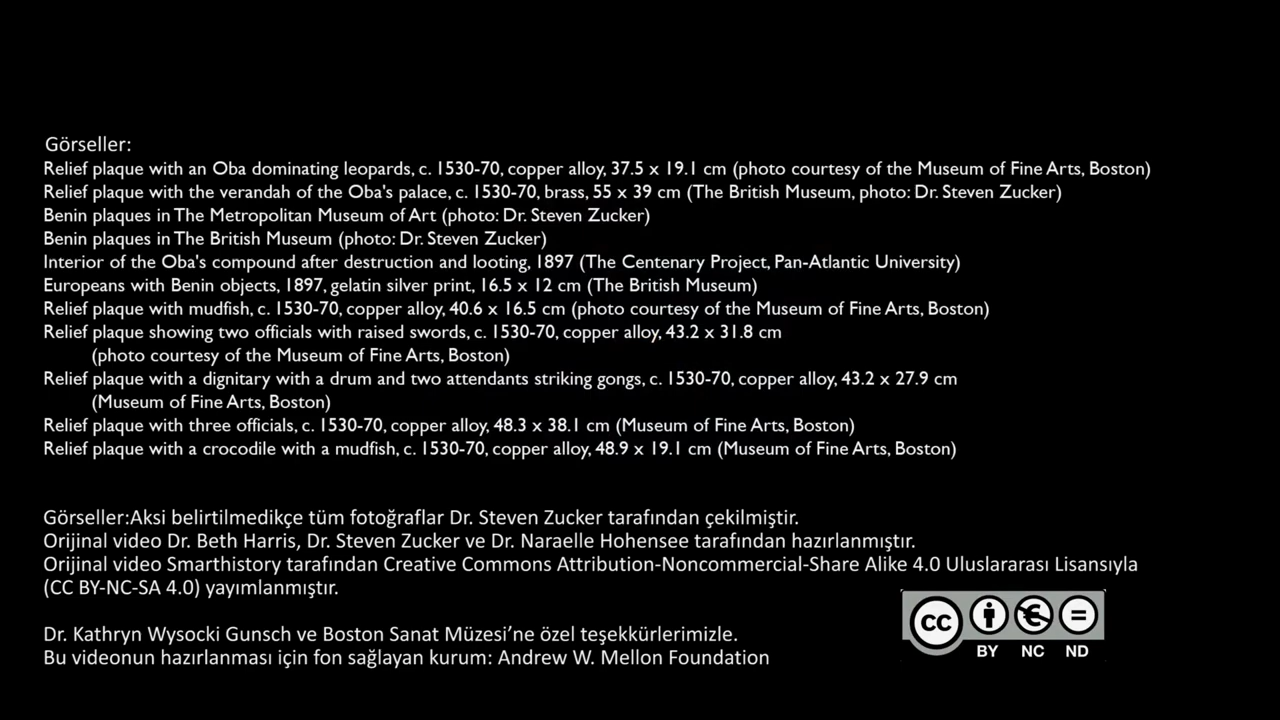 Görseller:
Relief plaque with an Oba dominating leopards, c. 1530-70, copper alloy, 37.5 x 19.1 cm (photo courtesy of the Museum of Fine Arts, Boston)
Relief plaque with the verandah of the Oba's palace, c. 1530-70, brass, 55 x 39 cm (The British Museum, photo: Dr. Steven Zucker)
Benin plaques in The Metropolitan Museum of Art (photo: Dr. Steven Zucker)
Benin plaques in The British Museum (photo: Dr. Steven Zucker)
Interior of the Oba's compound after destruction and looting, 1897 (The Centenary Project, Pan-Atlantic University)
Europeans with Benin objects, 1897, gelatin silver print, 16.5 x 12 cm (The British Museum)
Relief plaque with mudfish, c. 1530-70, copper alloy, 40.6 x 16.5 cm (photo courtesy of the Museum of Fine Arts, Boston)
Relief plaque showing two officials with raised swords, c. 1530-70, copper alloy, 43.2 x 31.8 cm
(photo courtesy of the Museum of Fine Arts, Boston)
Relief plaque with a dignitary with a drum and two attendants striking gongs, c. 1530-70, copper alloy, 43.2 x 27.9 cm
(Museum of Fine Arts, Boston)
Relief plaque with three officials, c. 1530-70, copper alloy, 48.3 x 38.1 cm (Museum of Fine Arts, Boston)
Relief plaque with a crocodile with a mudfish, c. 1530-70, copper alloy, 48.9 x 19.1 cm (Museum of Fine Arts, Boston)
Görseller:Aksi belirtilmedikçe tüm fotoğraflar Dr. Steven Zucker tarafından çekilmiştir.
Orijinal video Dr. Beth Harris, Dr. Steven Zucker ve Dr. Naraelle Hohensee tarafından hazırlanmıştır.
Orijinal video Smarthistory tarafından Creative Commons Attribution-Noncommercial-Share Alike 4.0 Uluslararası Lisansıyla
(CC BY-NC-SA 4.0) yayımlanmıştır.
Dr. Kathryn Wysocki Gunsch ve Boston Sanat Müzesi’ne özel teşekkürlerimizle.
Bu videonun hazırlanması için fon sağlayan kurum: Andrew W. Mellon Foundation
cc
BY NC ND